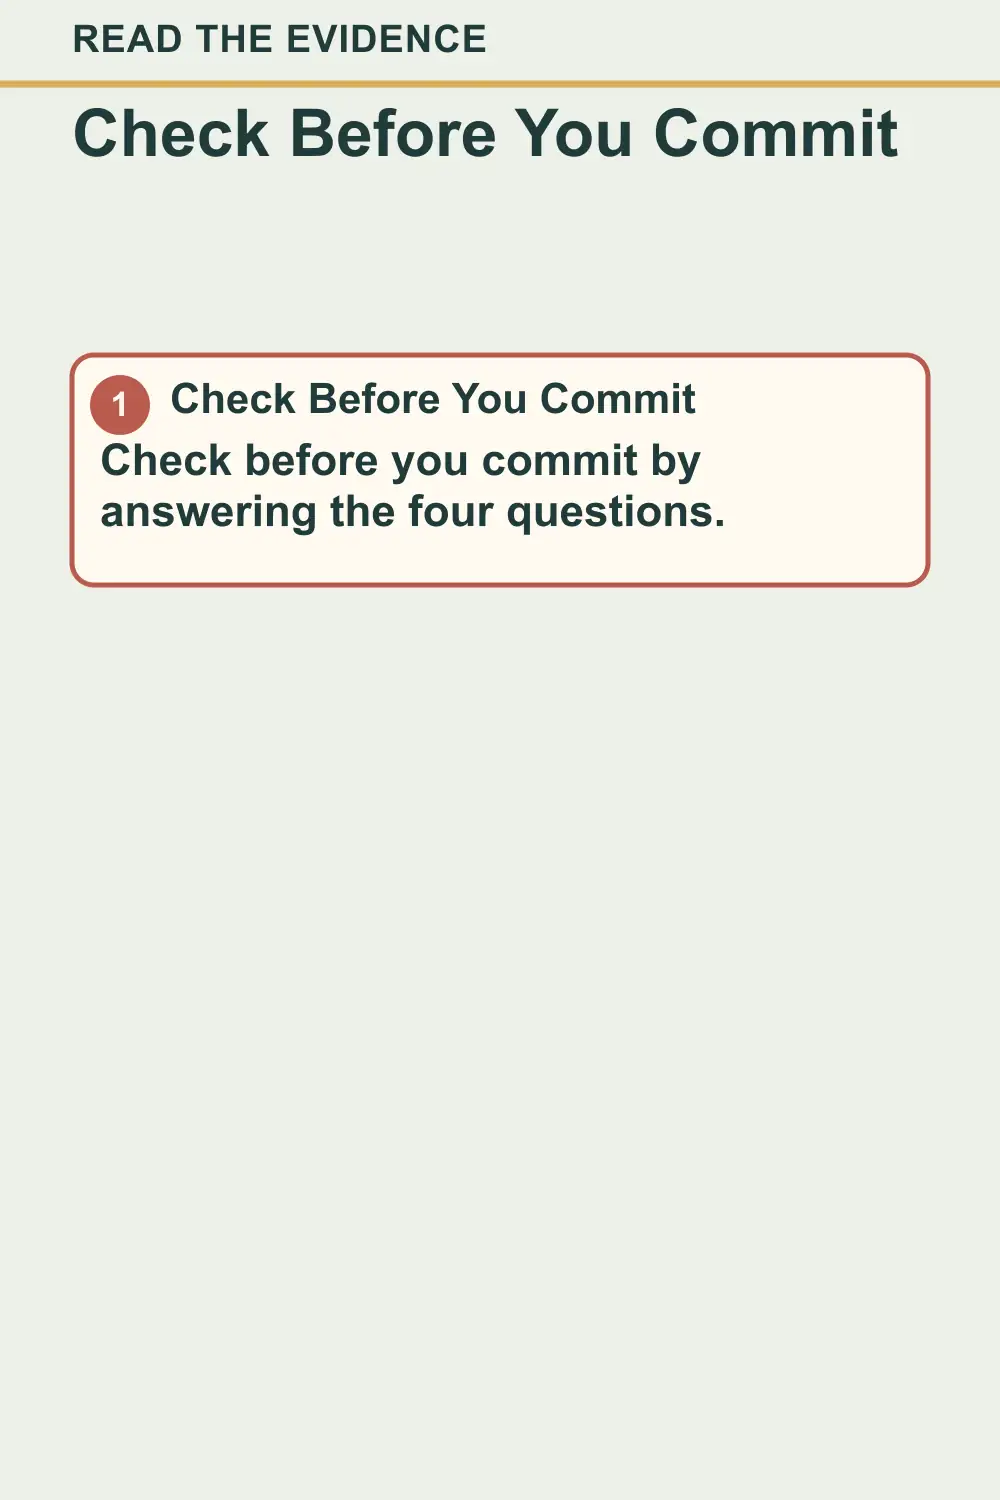 READ THE EVIDENCE
Check Before You Commit
1 Check Before You Commit
Check before you commit by
answering the four questions.